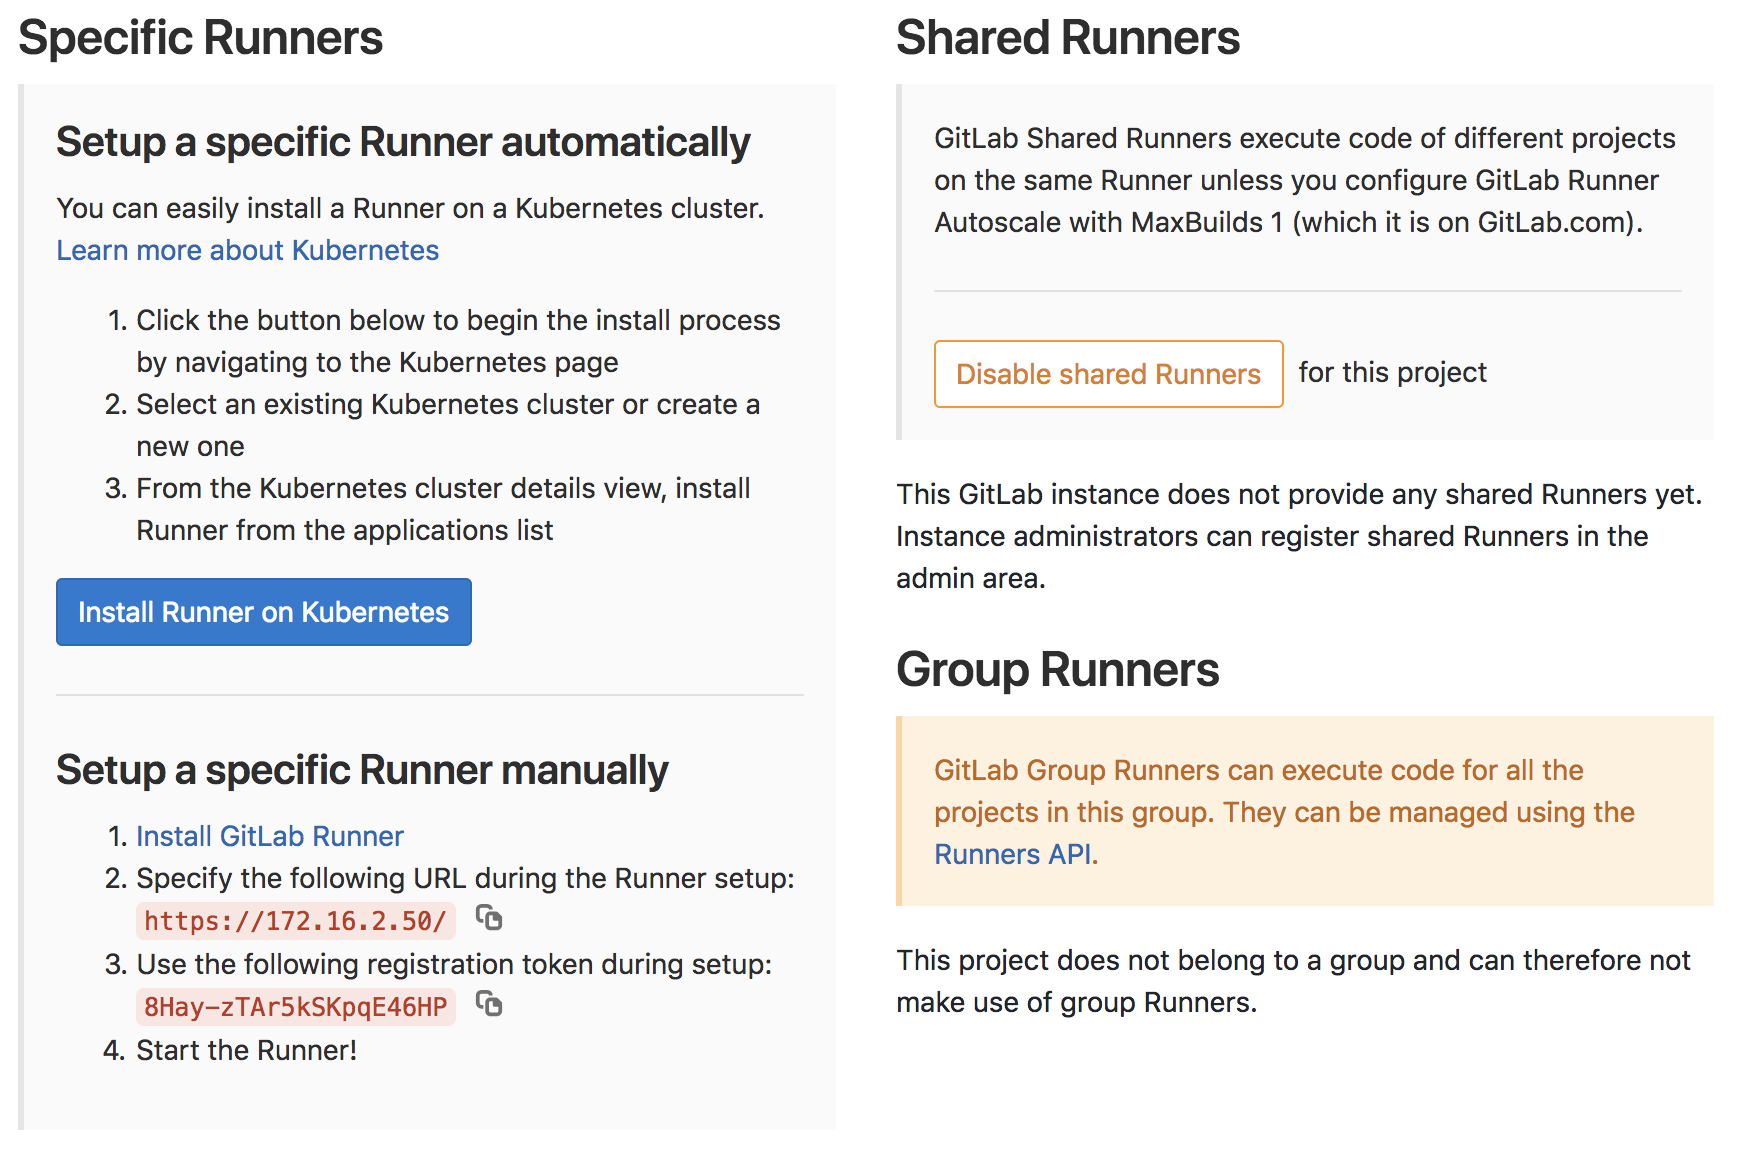 Specific Runners
Setup a specific Runner automatically
You can easily install a Runner on a Kubernetes cluster.
Learn more about Kubernetes
1. Click the button below to begin the install process
by navigating to the Kubernetes page
2. Select an existing Kubernetes cluster or create a
new one
3. From the Kubernetes cluster details view, install
Runner from the applications list
Install Runner on Kubernetes
Setup a specific Runner manually
1. Install GitLab Runner
2. Specify the following URL during the Runner setup:
https://172.16.2.50/
3. Use the following registration token during setup:
8Hay-zTAr5kSKpqE46HP
4. Start the Runner!
Shared Runners
GitLab Shared Runners execute code of different projects
on the same Runner unless you configure GitLab Runner
Autoscale with MaxBuilds 1 (which it is on GitLab.com).
Disable shared Runners for this project
This GitLab instance does not provide any shared Runners yet.
Instance administrators can register shared Runners in the
admin area.
Group Runners
GitLab Group Runners can execute code for all the
projects in this group. They can be managed using the
Runners API.
This project does not belong to a group and can therefore not
make use of group Runners.